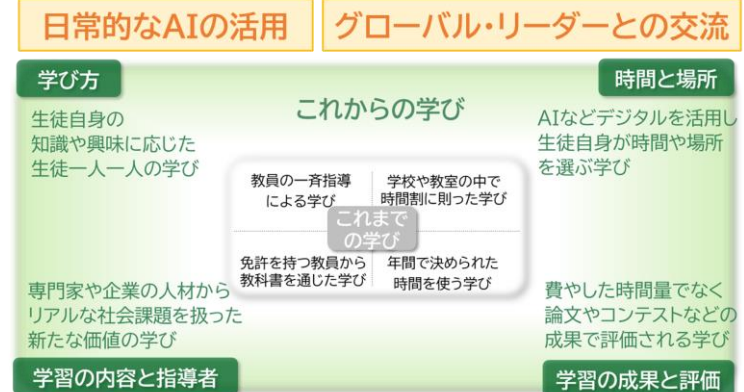 日常的なAIの活用
グローバル・リーダーとの交流
学び方
時間と場所
これからの学び
生徒自身の
知識や興味に応じた
生徒一人一人の学び
AIなどデジタルを活用し
生徒自身が時間や場所
を選ぶ学び
教員の一斉指導
による学び
学校や教室の中で
時間割に則った学び
これまで
の学び
免許を持つ教員から
教科書を通じた学び
年間で決められた
時間を使う学び
専門家や企業の人材から
リアルな社会課題を扱った
新たな価値の学び
費やした時間量でなく
論文やコンテストなどの
成果で評価される学び
学習の内容と指導者
学習の成果と評価